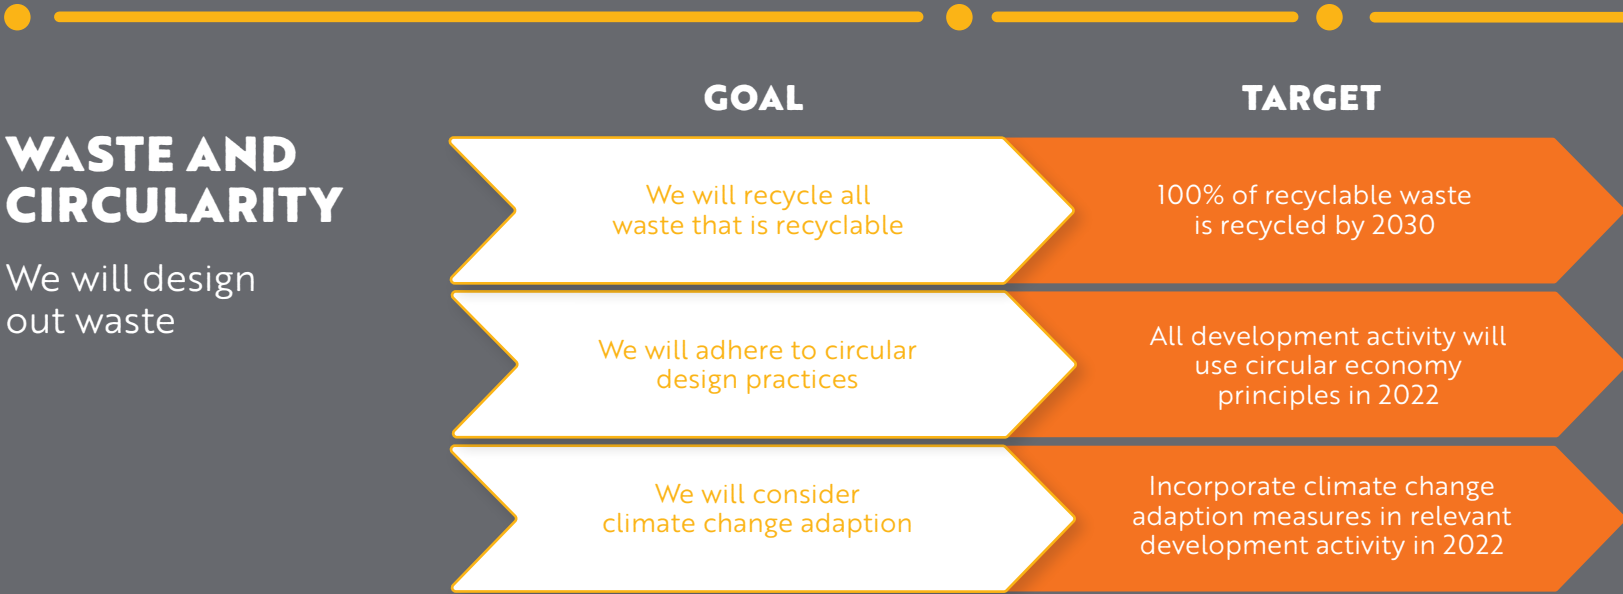 GOAL
TARGET
WASTE AND
CIRCULARITY
We will design
out waste
We will recycle all
waste that is recyclable
100% of recyclable waste
is recycled by 2030
We will adhere to circular
design practices
All development activity will
use circular economy
principles in 2022
We will consider
climate change adaption
Incorporate climate change
adaption measures in relevant
development activity in 2022